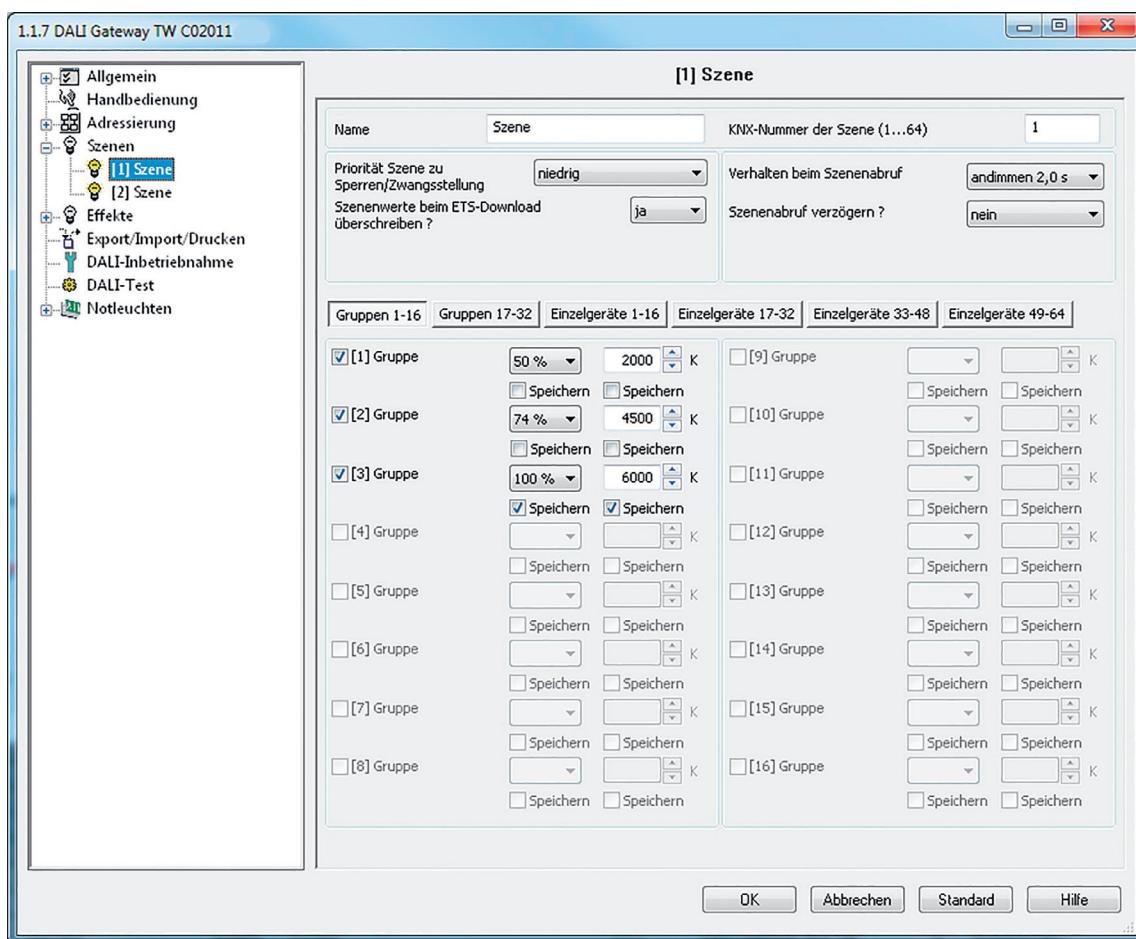 1.1.7 DALI Gateway TW C02011
Allgemein
Handbedienung
Adressierung
Szenen
[1] Szene
[2] Szene
Effekte
Export/Import/Drucken
DALI-Inbetriebnahme
DALI-Test
Notleuchten
[1] Szene
Name Szene KNX-Nummer der Szene (1...64) 1
Priorität Szene zu
Sperren/Zwangsstellung niedrig
Szenenwerte beim ETS-Download
überschreiben ? ja
Verhalten beim Szenenabruf andimmen 2,0 s
Szenenabruf verzögern ? nein
Gruppen 1-16 Gruppen 17-32 Einzelgeräte 1-16 Einzelgeräte 17-32 Einzelgeräte 33-48 Einzelgeräte 49-64
[1] Gruppe 50 % 2000 K
Speichern Speichern
[2] Gruppe 74 % 4500 K
Speichern Speichern
[3] Gruppe 100 % 6000 K
Speichern Speichern
[4] Gruppe K
Speichern Speichern
[5] Gruppe K
Speichern Speichern
[6] Gruppe K
Speichern Speichern
[7] Gruppe K
Speichern Speichern
[8] Gruppe K
Speichern Speichern
[9] Gruppe K
Speichern Speichern
[10] Gruppe K
Speichern Speichern
[11] Gruppe K
Speichern Speichern
[12] Gruppe K
Speichern Speichern
[13] Gruppe K
Speichern Speichern
[14] Gruppe K
Speichern Speichern
[15] Gruppe K
Speichern Speichern
[16] Gruppe K
Speichern Speichern
OK Abbrechen Standard Hilfe